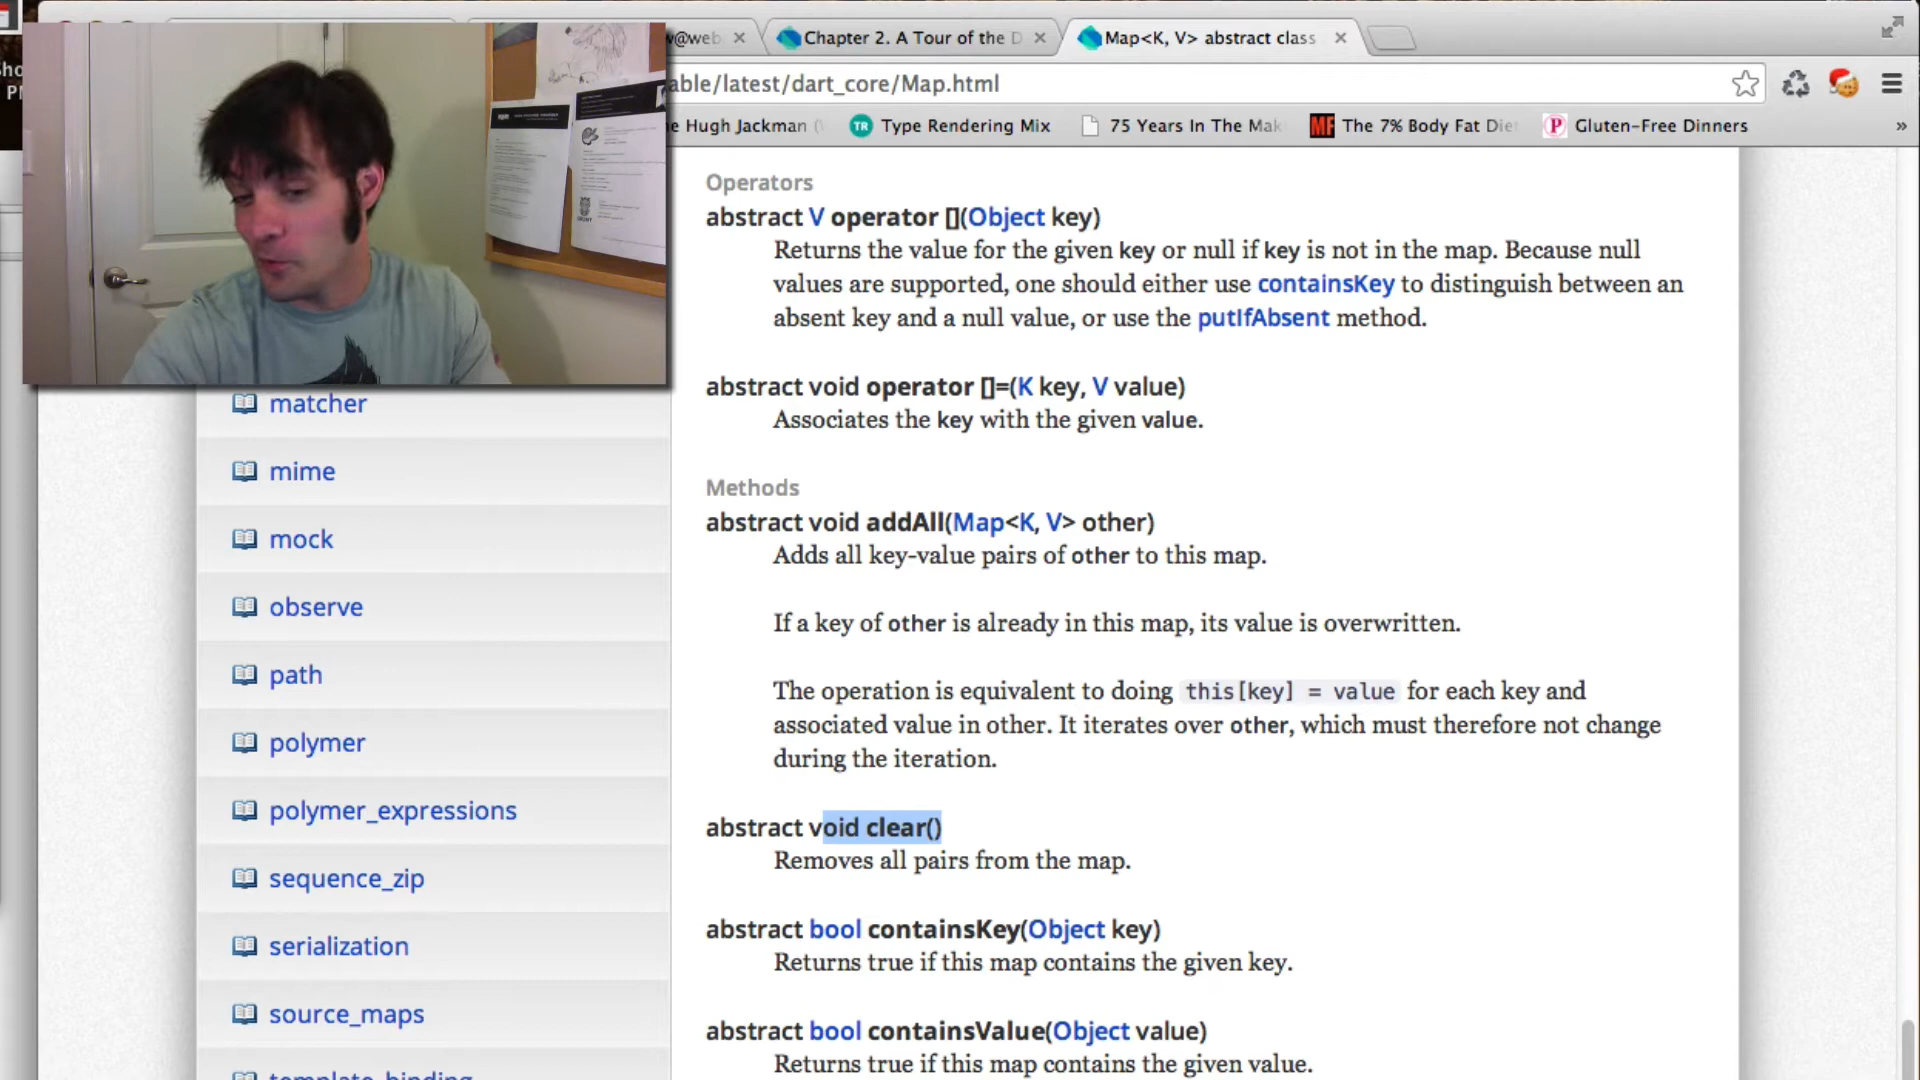 Sho
P
w@web
Chapter 2. A Tour of the D
Map<K, V> abstract class
able/latest/dart_core/Map.html
e Hugh Jackman (
TR Type Rendering Mix
75 Years In The Mak
MF The 7% Body Fat Die
P Gluten-Free Dinners
»
Operators
abstract V operator [](Object key)
Returns the value for the given key or null if key is not in the map. Because null
values are supported, one should either use containsKey to distinguish between an
absent key and a null value, or use the putIfAbsent method.
abstract void operator []=(K key, V value)
Associates the key with the given value.
Methods
abstract void addAll(Map<K, V> other)
Adds all key-value pairs of other to this map.
If a key of other is already in this map, its value is overwritten.
The operation is equivalent to doing this[key] = value for each key and
associated value in other. It iterates over other, which must therefore not change
during the iteration.
abstract void clear()
Removes all pairs from the map.
abstract bool containsKey(Object key)
Returns true if this map contains the given key.
abstract bool containsValue(Object value)
Returns true if this map contains the given value.
matcher
mime
mock
observe
path
polymer
polymer_expressions
sequence_zip
serialization
source_maps
template_binding